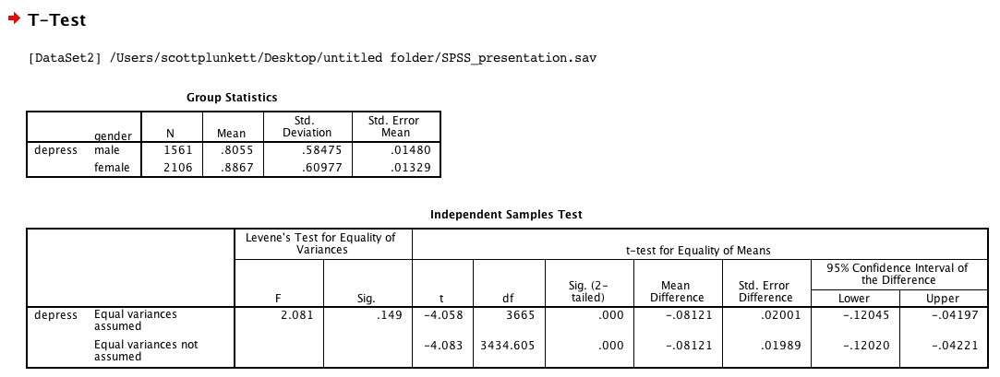 T-Test
[DataSet2] /Users/scottplunkett/Desktop/untitled folder/SPSS_presentation.sav
Group Statistics
gender N Mean Std. Deviation Std. Error Mean
depress male 1561 .8055 .58475 .01480
female 2106 .8867 .60977 .01329
Independent Samples Test
Levene's Test for Equality of Variances t-test for Equality of Means
95% Confidence Interval of the Difference
F Sig. t df Sig. (2-tailed) Mean Difference Std. Error Difference Lower Upper
depress Equal variances assumed 2.081 .149 -4.058 3665 .000 -.08121 .02001 -.12045 -.04197
Equal variances not assumed -4.083 3434.605 .000 -.08121 .01989 -.12020 -.04221